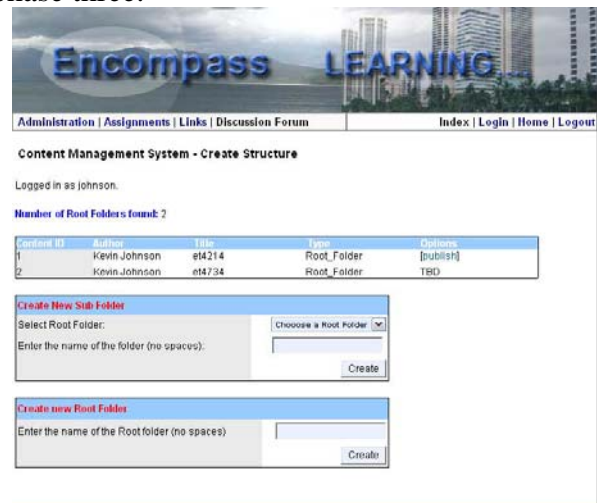 Encompass LEARNING...
Administration | Assignments | Links | Discussion Forum Index | Login | Home | Logout
Content Management System - Create Structure
Logged in as johnson.
Number of Root Folders found: 2
Content ID Author Title Type Options
1 Kevin Johnson et4214 Root_Folder [publish]
2 Kevin Johnson et4734 Root_Folder TBD
Create New Sub Folder
Select Root Folder: Chooose a Root Folder
Enter the name of the folder (no spaces):
Create
Create new Root Folder
Enter the name of the Root folder (no spaces)
Create